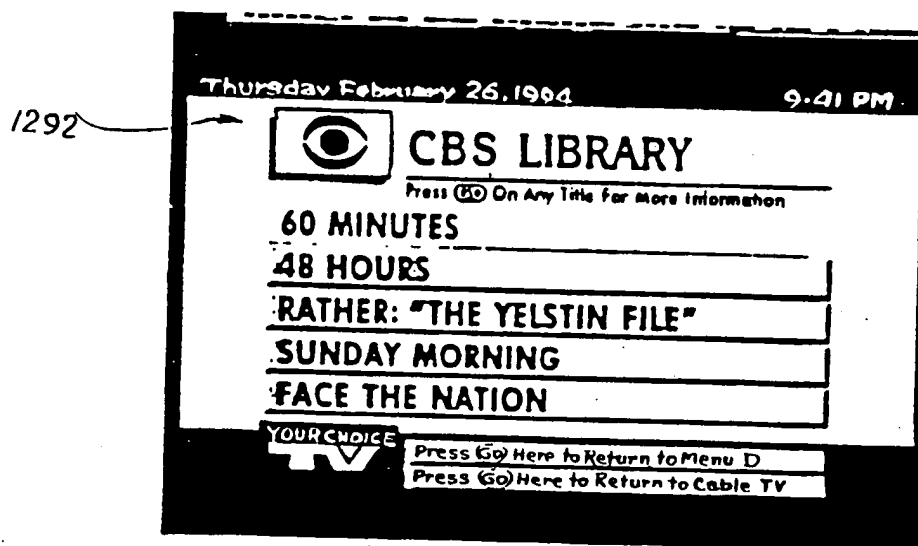 Thursday February 26, 1994 9:41 PM
1292
CBS LIBRARY
Press GO On Any Title for More Information
60 MINUTES
48 HOURS
RATHER: "THE YELSTIN FILE"
SUNDAY MORNING
FACE THE NATION
YOUR CHOICE
TV
Press GO Here to Return to Menu D
Press GO Here to Return to Cable TV